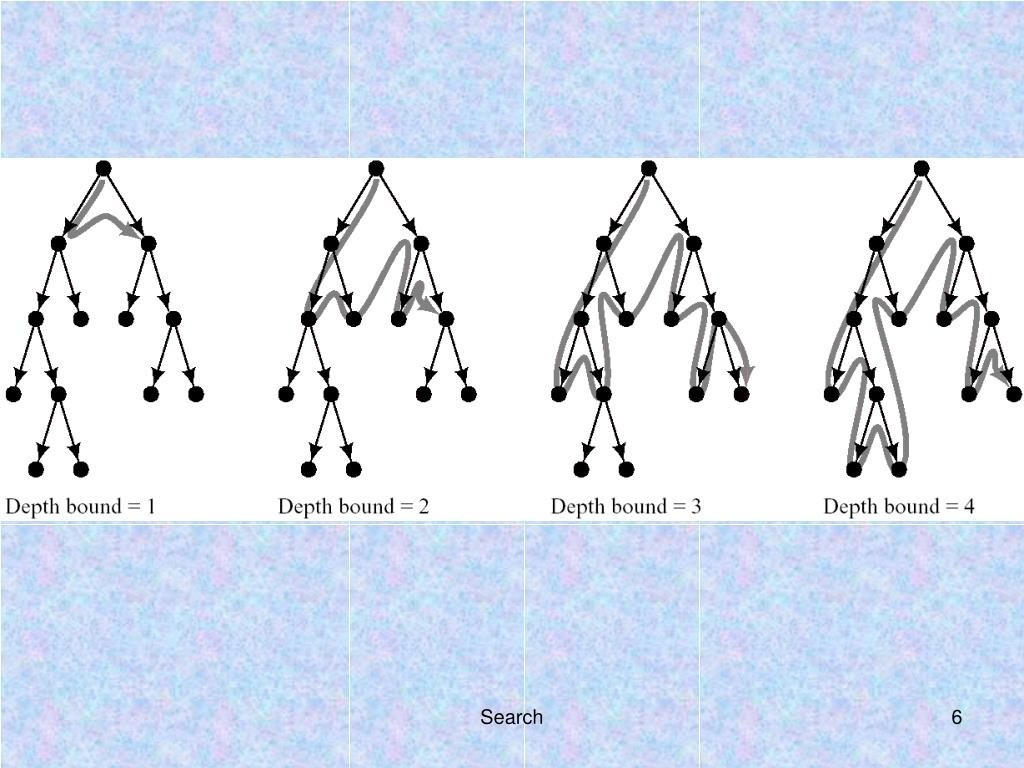 Depth bound = 1
Depth bound = 2
Depth bound = 3
Depth bound = 4
Search
6